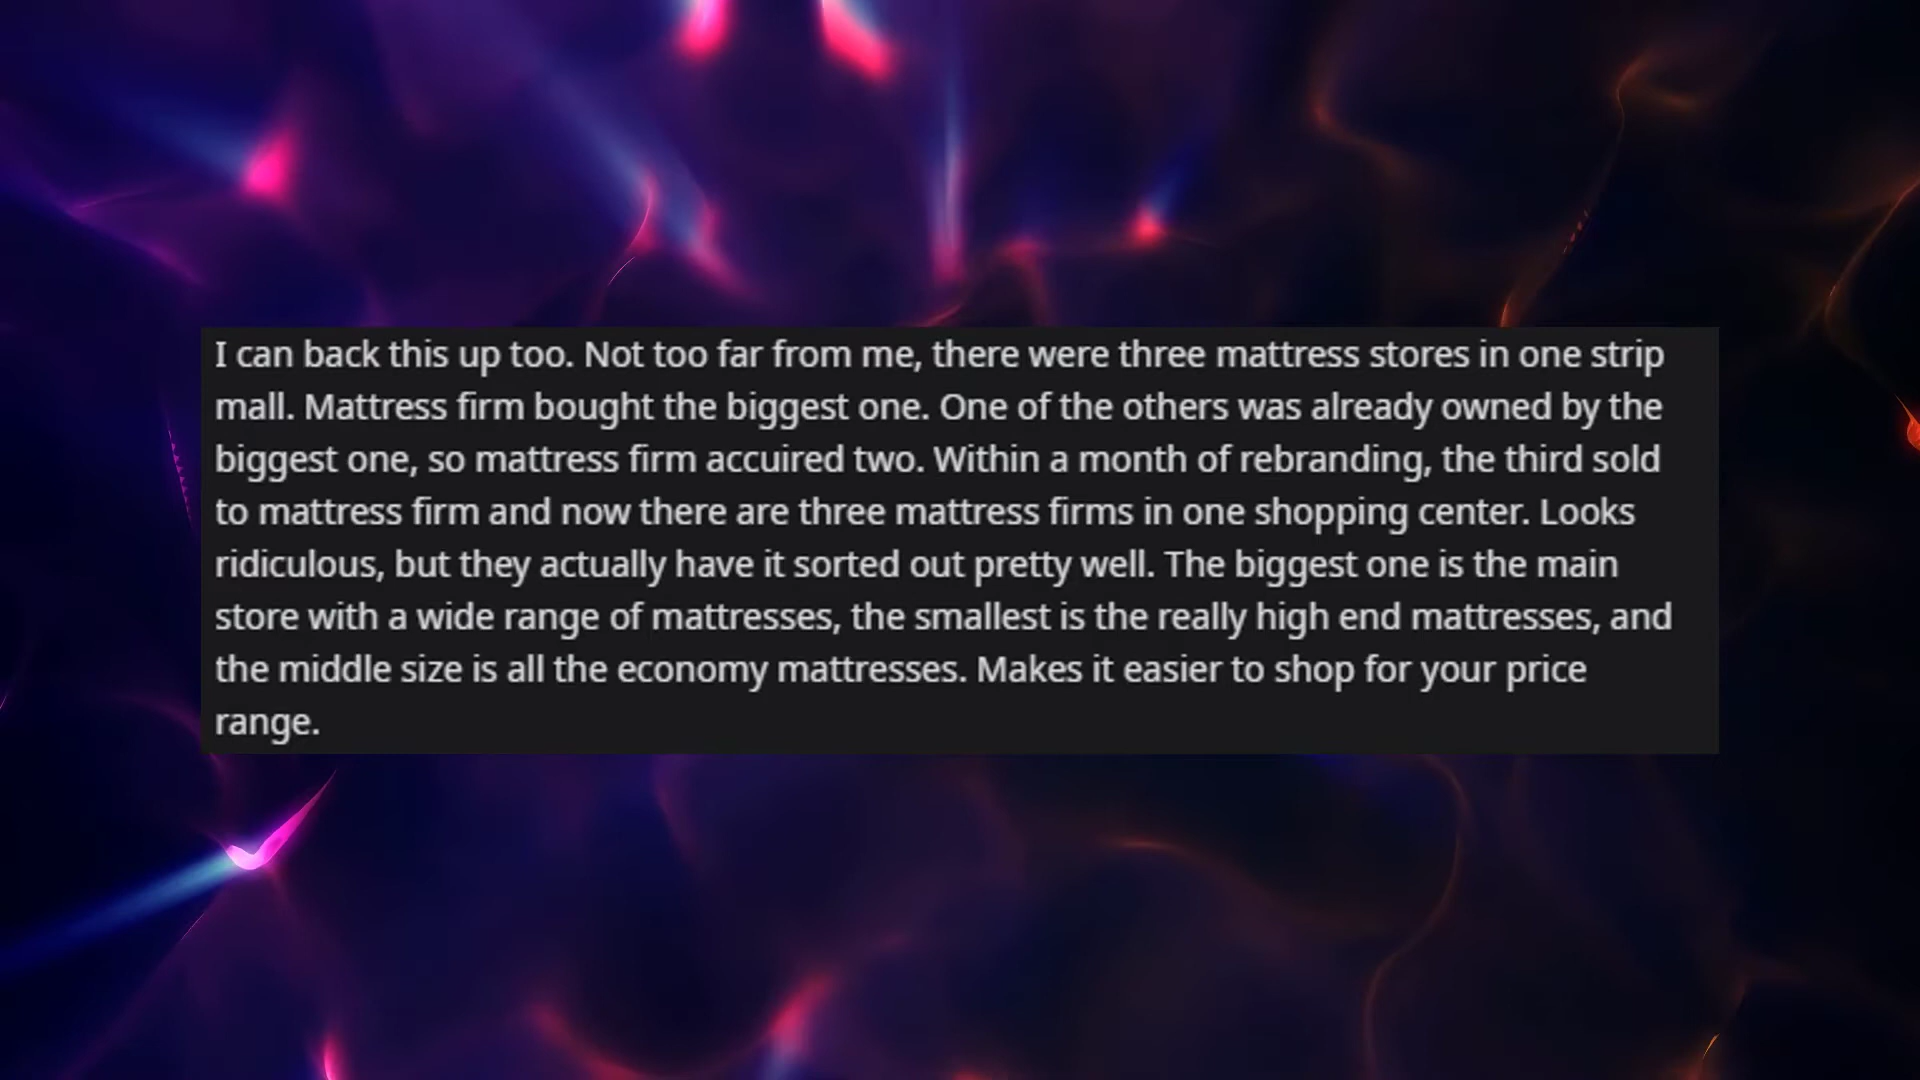 I can back this up too. Not too far from me, there were three mattress stores in one strip
mall. Mattress firm bought the biggest one. One of the others was already owned by the
biggest one, so mattress firm accuired two. Within a month of rebranding, the third sold
to mattress firm and now there are three mattress firms in one shopping center. Looks
ridiculous, but they actually have it sorted out pretty well. The biggest one is the main
store with a wide range of mattresses, the smallest is the really high end mattresses, and
the middle size is all the economy mattresses. Makes it easier to shop for your price
range.